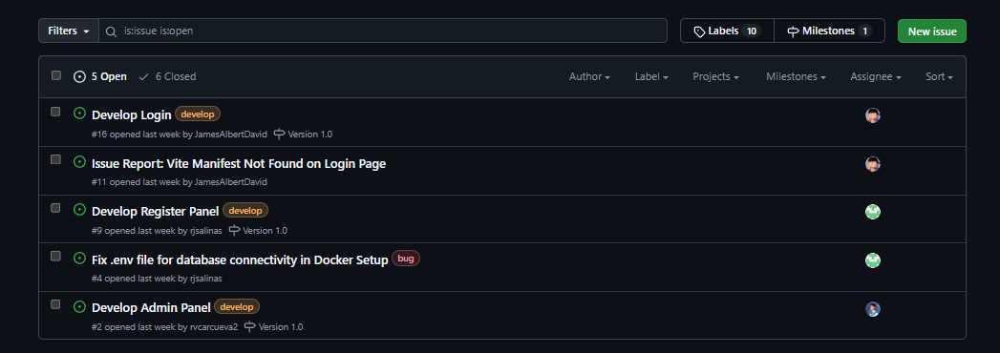 Filters is:issue is:open Labels 10 Milestones 1 New issue
5 Open 6 Closed Author Label Projects Milestones Assignee Sort
Develop Login develop
#16 opened last week by JamesAlbertDavid Version 1.0
Issue Report: Vite Manifest Not Found on Login Page
#11 opened last week by JamesAlbertDavid
Develop Register Panel develop
#9 opened last week by rjsalinas Version 1.0
Fix .env file for database connectivity in Docker Setup bug
#4 opened last week by rjsalinas
Develop Admin Panel develop
#2 opened last week by rvcarcueva2 Version 1.0